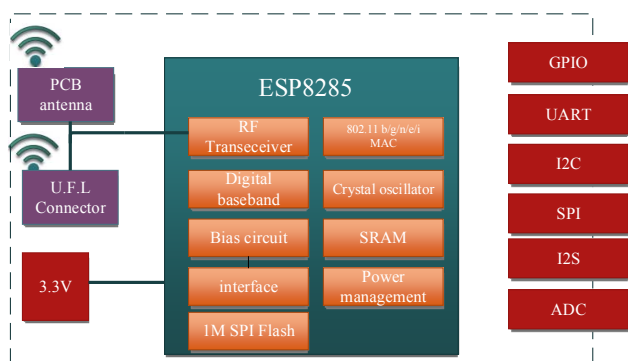 PCB
antenna
U.F.L
Connector
3.3V
ESP8285
RF
Transeceiver
802.11 b/g/n/e/i
MAC
Digital
baseband
Crystal oscillator
Bias circuit
SRAM
interface
Power
management
1M SPI Flash
GPIO
UART
I2C
SPI
I2S
ADC